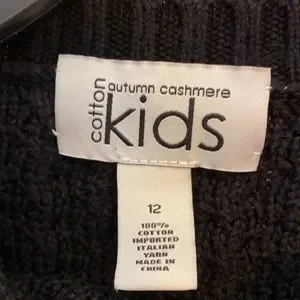 cotton
autumn cashmere
kids
12
100%
COTTON
IMPORTED
ITALIAN
YARN
MADE IN
CHINA